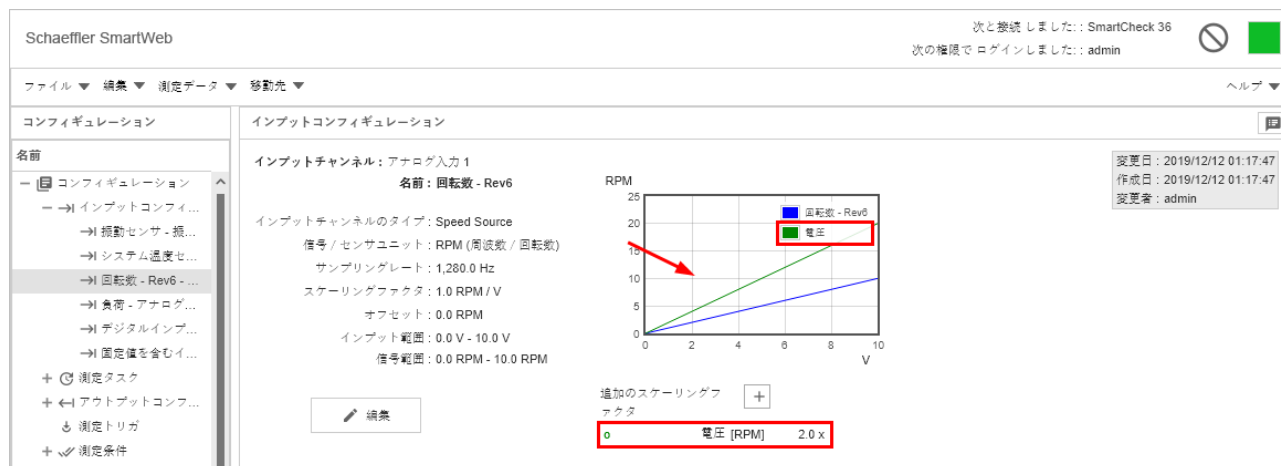 Schaeffler SmartWeb
次と接続 しました: : SmartCheck 36
次の権限で ログインしました: : admin
ファイル ▼ 編集 ▼ 測定データ ▼ 移動先 ▼
ヘルプ ▼
コンフィギュレーション
インプットコンフィギュレーション
名前
コンフィギュレーション
インプットコンフィ...
振動センサ - 振...
システム温度セ...
回転数 - Rev6 - ...
負荷 - アナログ...
デジタルインプ...
固定値を含むイ...
測定タスク
アウトプットコンフ...
測定トリガ
測定条件
インプットチャンネル : アナログ入力 1
名前 : 回転数 - Rev6
インプットチャンネルのタイプ : Speed Source
信号 / センサユニット : RPM (周波数 / 回転数)
サンプリングレート : 1,280.0 Hz
スケーリングファクタ : 1.0 RPM / V
オフセット : 0.0 RPM
インプット範囲 : 0.0 V - 10.0 V
信号範囲 : 0.0 RPM - 10.0 RPM
編集
RPM
25
20
15
10
5
0
0 2 4 6 8 10
V
回転数 - Rev6
電圧
追加のスケーリングフ
ァクタ
+
o 電圧 [RPM] 2.0 x
変更日 : 2019/12/12 01:17:47
作成日 : 2019/12/12 01:17:47
変更者 : admin